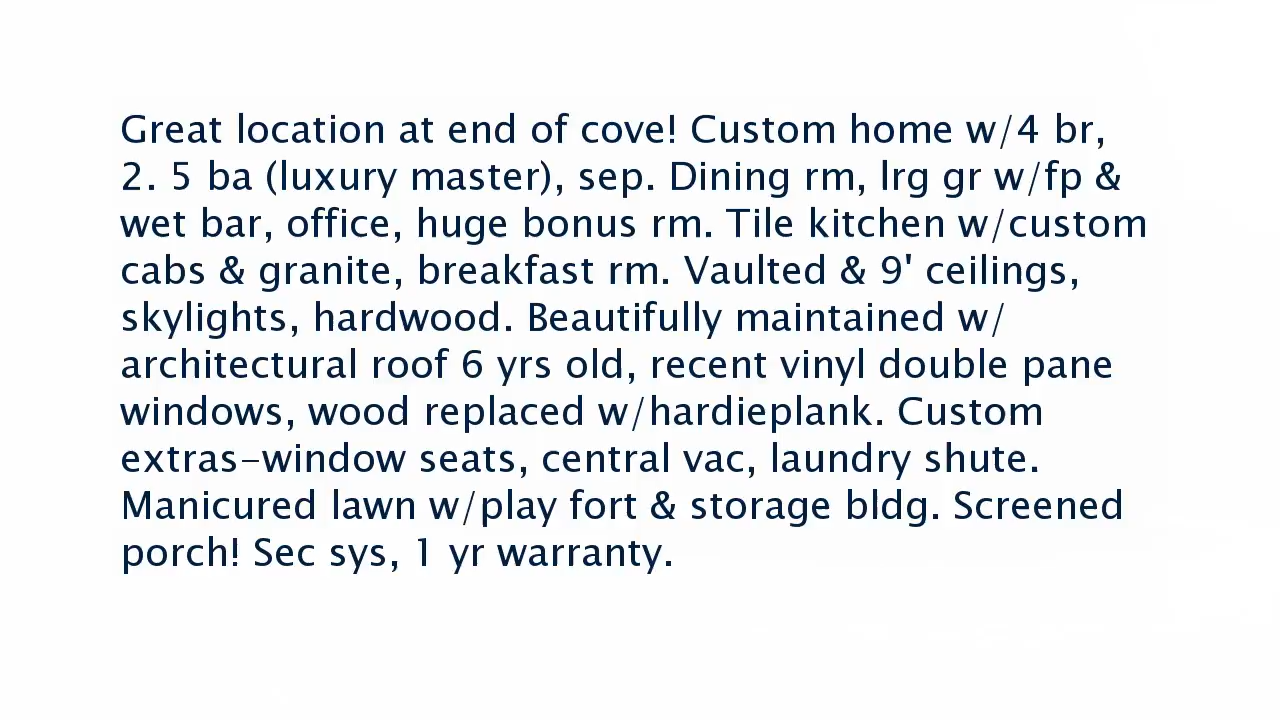 Great location at end of cove! Custom home w/4 br,
2. 5 ba (luxury master), sep. Dining rm, lrg gr w/fp &
wet bar, office, huge bonus rm. Tile kitchen w/custom
cabs & granite, breakfast rm. Vaulted & 9' ceilings,
skylights, hardwood. Beautifully maintained w/
architectural roof 6 yrs old, recent vinyl double pane
windows, wood replaced w/hardieplank. Custom
extras-window seats, central vac, laundry shute.
Manicured lawn w/play fort & storage bldg. Screened
porch! Sec sys, 1 yr warranty.